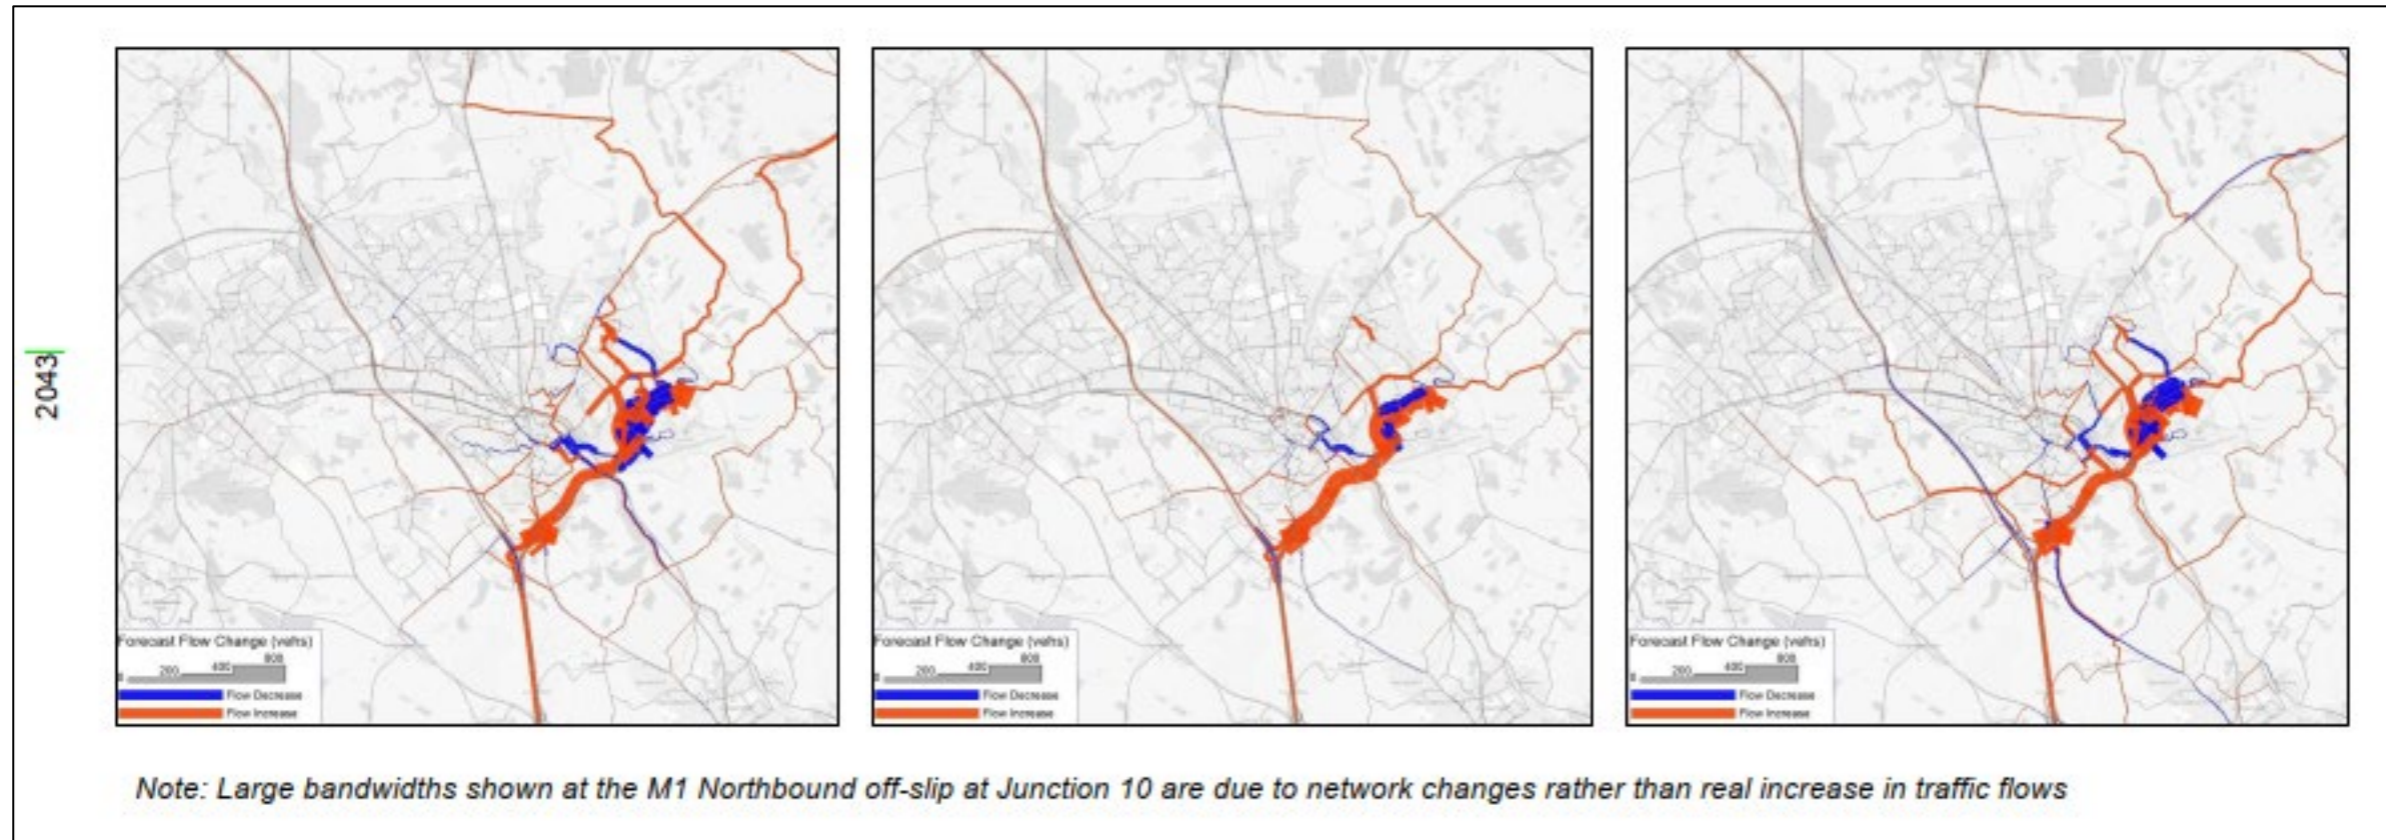 2043
Forecast Flow Change (veh/s)
0 200 400 800
Flow Decrease
Flow Increase
Forecast Flow Change (veh/s)
0 200 400 800
Flow Decrease
Flow Increase
Forecast Flow Change (veh/s)
0 200 400 800
Flow Decrease
Flow Increase
Note: Large bandwidths shown at the M1 Northbound off-slip at Junction 10 are due to network changes rather than real increase in traffic flows